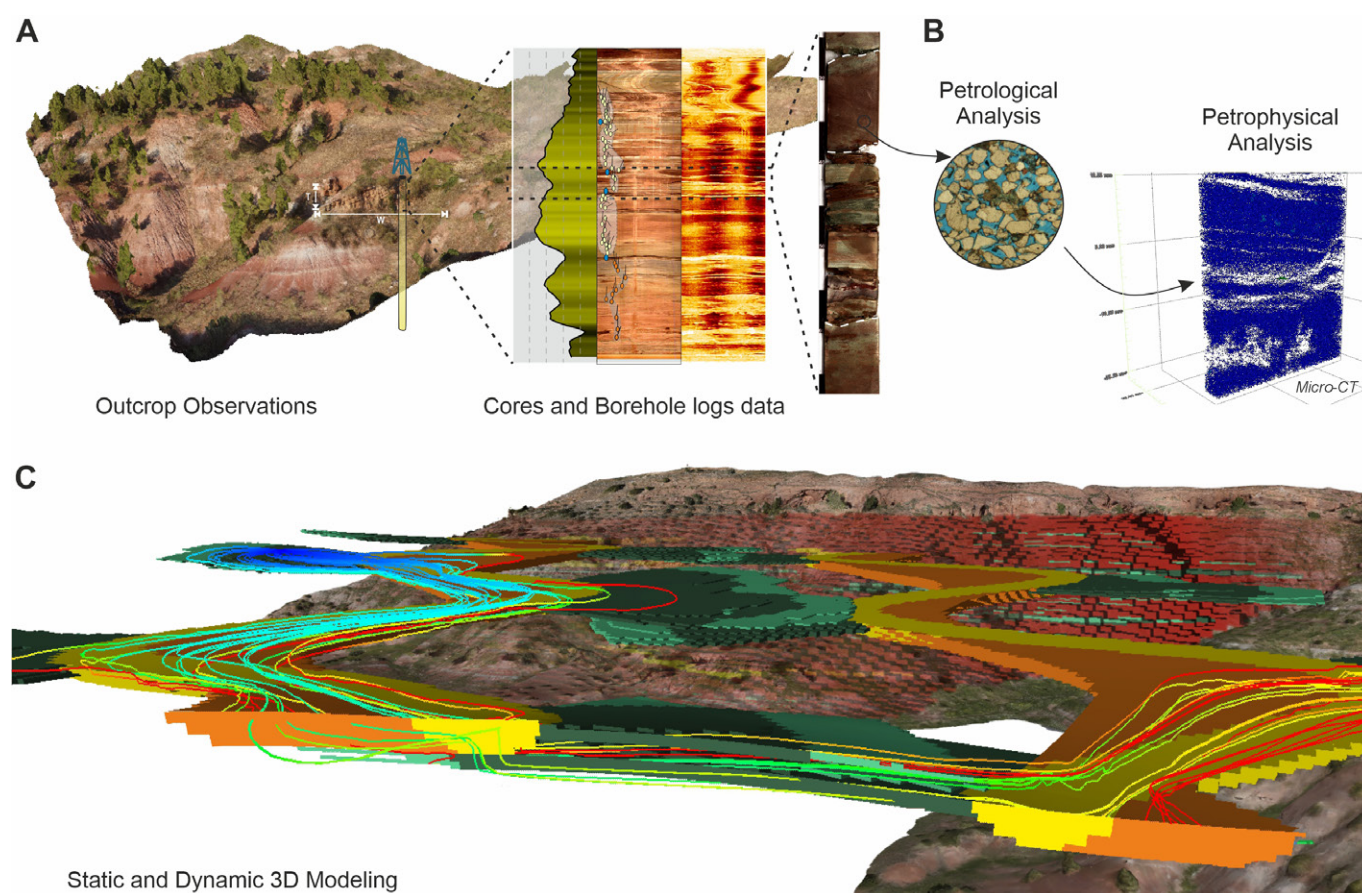 A
B
Petrological
Analysis
Petrophysical
Analysis
W
Outcrop Observations
Cores and Borehole logs data
Micro-CT
C
Static and Dynamic 3D Modeling